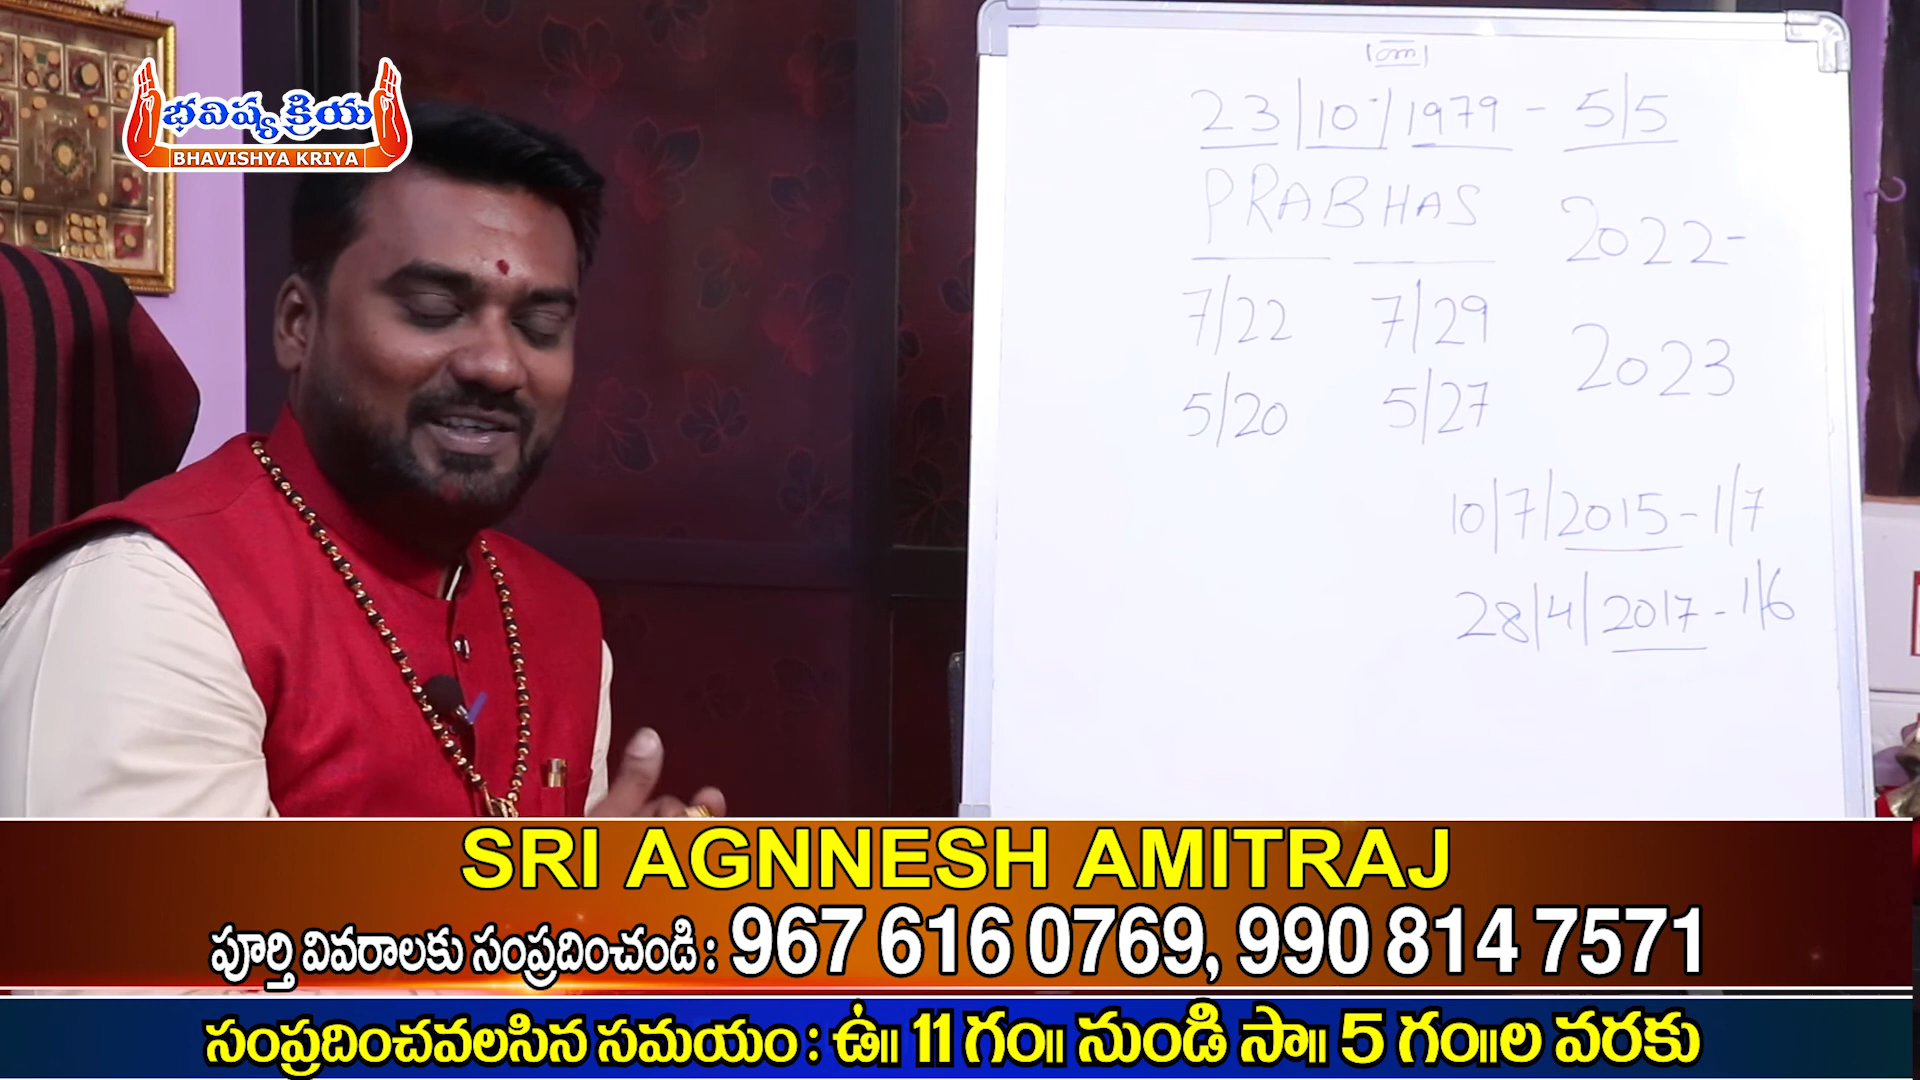 భవిష్య క్రియ
BHAVISHYA KRIYA
|om|
23/10/1979 - 5/5
PRABHAS
2022-
7/22 7/29
2023
5/20 5/27
10/7/2015 - 1/7
28/4/2017 - 1/6
SRI AGNNESH AMITRAJ
పూర్తి వివరాలకు సంప్రదించండి : 967 616 0769, 990 814 7571
సంప్రదించవలసిన సమయం : ఉ॥ 11 గం॥ నుండి సా॥ 5 గం॥ల వరకు